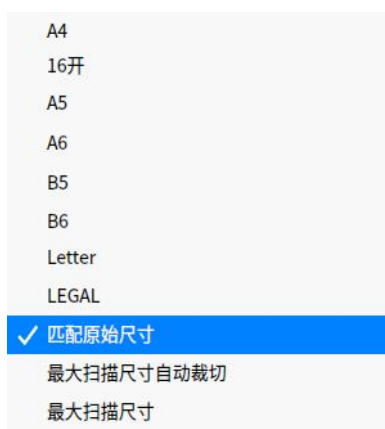 A4
16开
A5
A6
B5
B6
Letter
LEGAL
匹配原始尺寸
最大扫描尺寸自动裁切
最大扫描尺寸